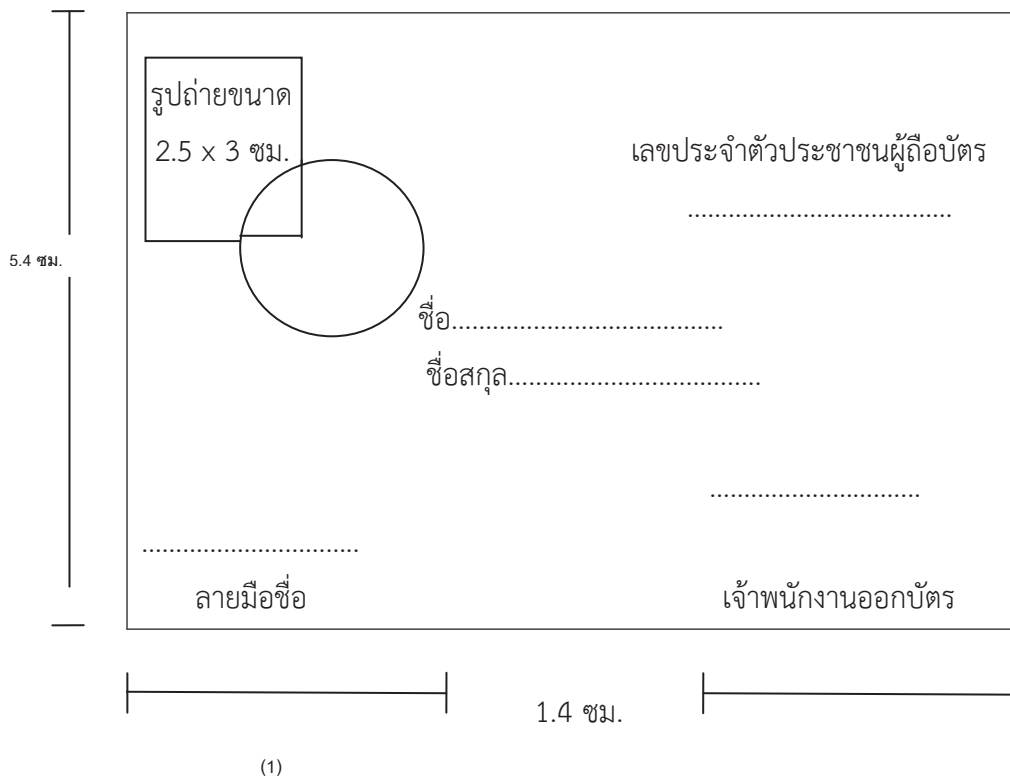 รูปถ่ายขนาด
2.5 x 3 ซม.
เลขประจำตัวประชาชนผู้ถือบัตร
.......................................
5.4 ซม.
ชื่อ........................................
ชื่อสกุล.....................................
...............................
................................
ลายมือชื่อ
เจ้าพนักงานออกบัตร
1.4 ซม.
(1)